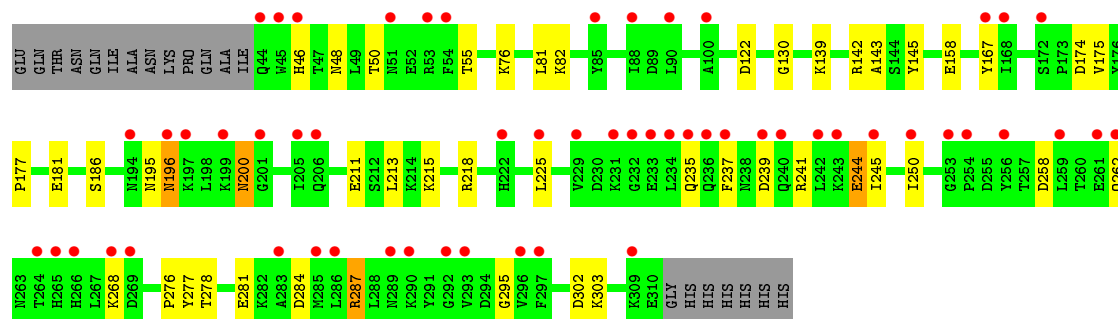 GLU GLN THR ASN GLN ILE ALA ASN LYS PRO GLN ALA ILE Q44 W45 H46 T47 N48 L49 T50 N51 E52 R53 F54 T55 K76 L81 K82 Y85 I88 D89 L90 A100 D122 G130 K139 R142 A143 S144 Y145 E158 Y167 I168 S172 P173 D174 V175 Y176
P177 E181 S186 N194 N195 N196 K197 L198 K199 N200 G201 I205 Q206 E211 S212 L213 K214 K215 R218 H222 L225 V229 D230 K231 G232 E233 L234 Q235 Q236 F237 N238 D239 Q240 R241 L242 K243 E244 I245 I250 G253 P254 D255 Y256 T257 D258 L259 T260 E261 Q262
N263 T264 H265 H266 L267 K268 D269 P276 Y277 T278 E281 K282 A283 D284 M285 L286 R287 L288 N289 K290 Y291 G292 V293 D294 G295 V296 F297 D302 K303 K309 E310 GLY HIS HIS HIS HIS HIS HIS